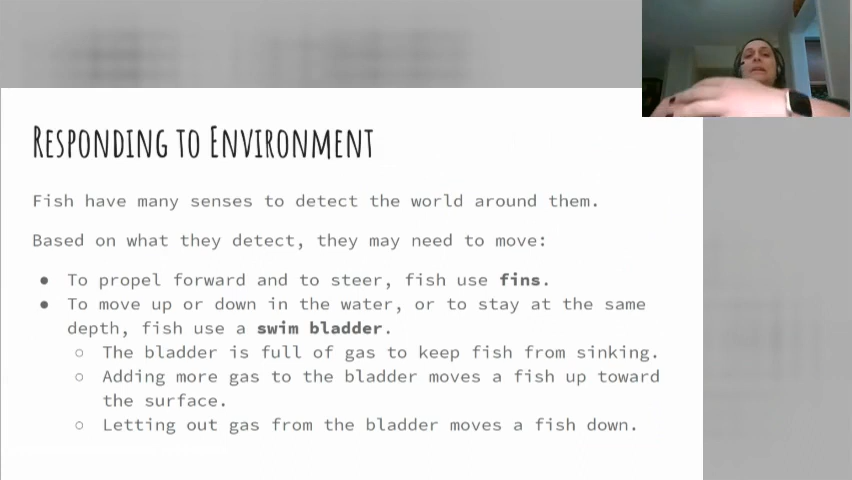 Responding to Environment
Fish have many senses to detect the world around them.
Based on what they detect, they may need to move:
● To propel forward and to steer, fish use fins.
● To move up or down in the water, or to stay at the same
depth, fish use a swim bladder.
○ The bladder is full of gas to keep fish from sinking.
○ Adding more gas to the bladder moves a fish up toward
the surface.
○ Letting out gas from the bladder moves a fish down.